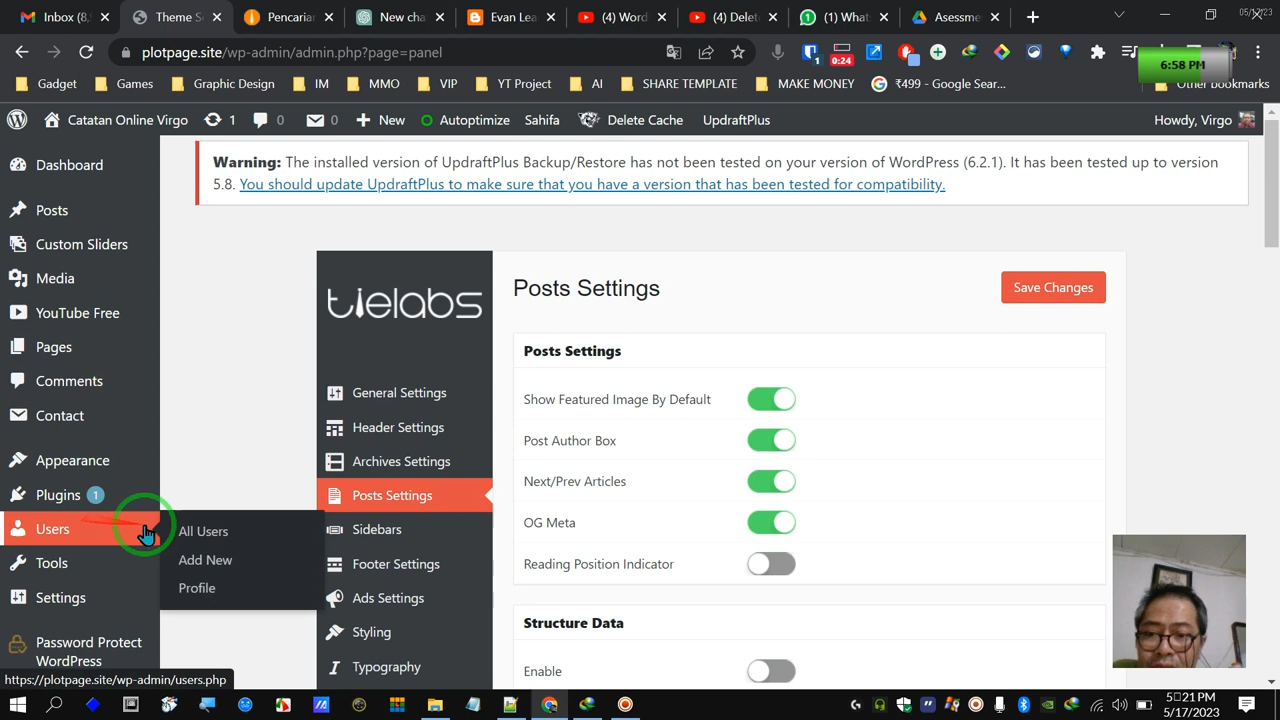 Inbox (8,5
Theme S
Pencarian
New cha
Evan Lea
(4) Word
(4) Delet
(1) What
Asessme
05/17/23
plotpage.site/wp-admin/admin.php?page=panel
1
0:24
6:58 PM
Gadget
Games
Graphic Design
IM
MMO
VIP
YT Project
AI
SHARE TEMPLATE
MAKE MONEY
₹499 - Google Sear...
Other bookmarks
Catatan Online Virgo
1
0
0
New
Autoptimize
Sahifa
Delete Cache
UpdraftPlus
Howdy, Virgo
Warning: The installed version of UpdraftPlus Backup/Restore has not been tested on your version of WordPress (6.2.1). It has been tested up to version
5.8. You should update UpdraftPlus to make sure that you have a version that has been tested for compatibility.
Dashboard
Posts
Custom Sliders
Media
YouTube Free
Pages
Comments
Contact
Appearance
Plugins 1
Users
Tools
Settings
Password Protect
WordPress
All Users
Add New
Profile
tielabs
General Settings
Header Settings
Archives Settings
Posts Settings
Sidebars
Footer Settings
Ads Settings
Styling
Typography
Posts Settings
Save Changes
Posts Settings
Show Featured Image By Default
Post Author Box
Next/Prev Articles
OG Meta
Reading Position Indicator
Structure Data
Enable
https://plotpage.site/wp-admin/users.php
5:21 PM
5/17/2023